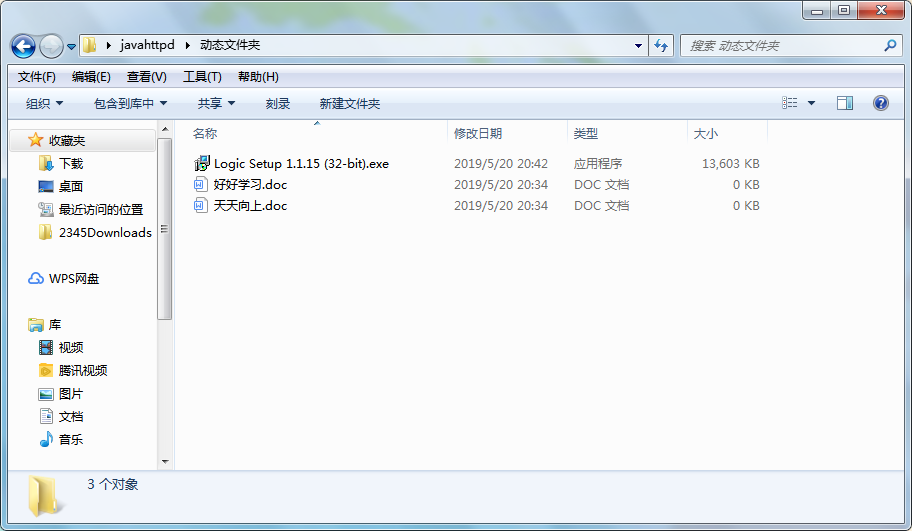 javahttpd 动态文件夹 搜索 动态文件夹
文件(F) 编辑(E) 查看(V) 工具(T) 帮助(H)
组织 包含到库中 共享 刻录 新建文件夹
名称 修改日期 类型 大小
收藏夹
下载
桌面
最近访问的位置
2345Downloads
WPS网盘
库
视频
腾讯视频
图片
文档
音乐
Logic Setup 1.1.15 (32-bit).exe 2019/5/20 20:42 应用程序 13,603 KB
好好学习.doc 2019/5/20 20:34 DOC 文档 0 KB
天天向上.doc 2019/5/20 20:34 DOC 文档 0 KB
3 个对象